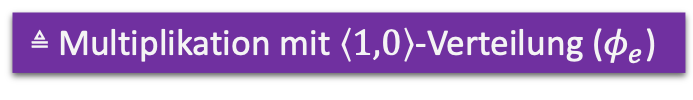 ≙ Multiplikation mit ⟨1,0⟩-Verteilung (𝜙ₑ)